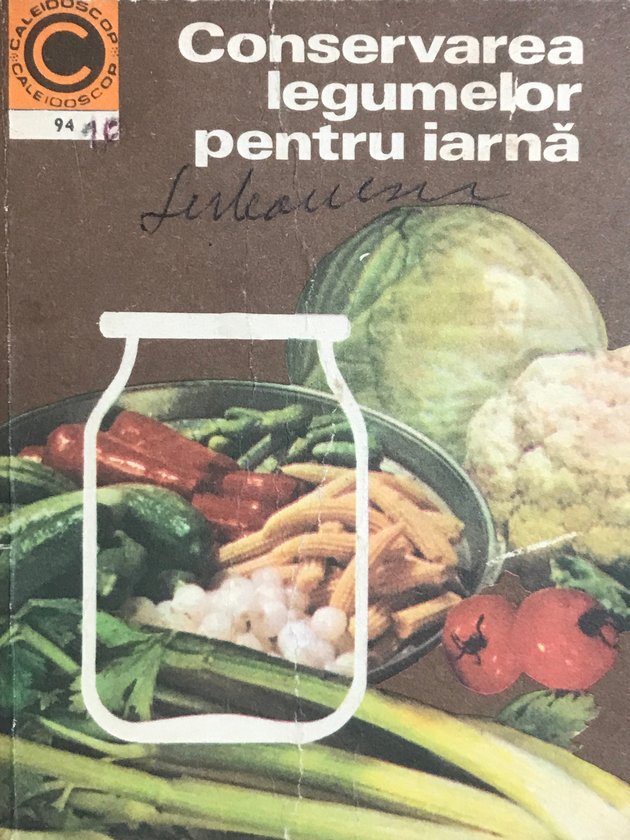 CALEIDOSCOP
C
CALEIDOSCOP
94
Conservarea
legumelor
pentru iarnă